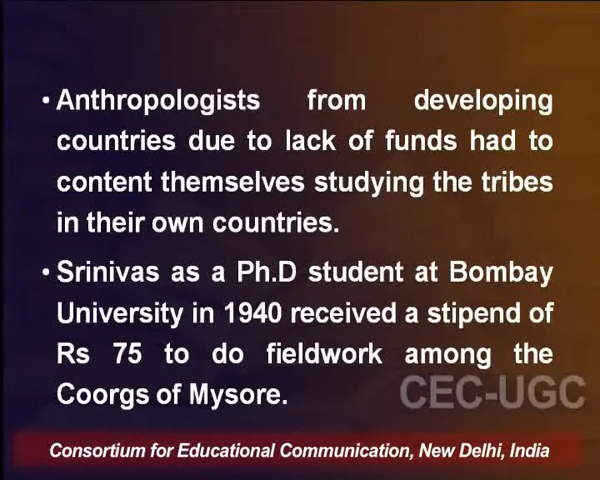 • Anthropologists from developing
countries due to lack of funds had to
content themselves studying the tribes
in their own countries.
• Srinivas as a Ph.D student at Bombay
University in 1940 received a stipend of
Rs 75 to do fieldwork among the
Coorgs of Mysore.
CEC-UGC
Consortium for Educational Communication, New Delhi, India